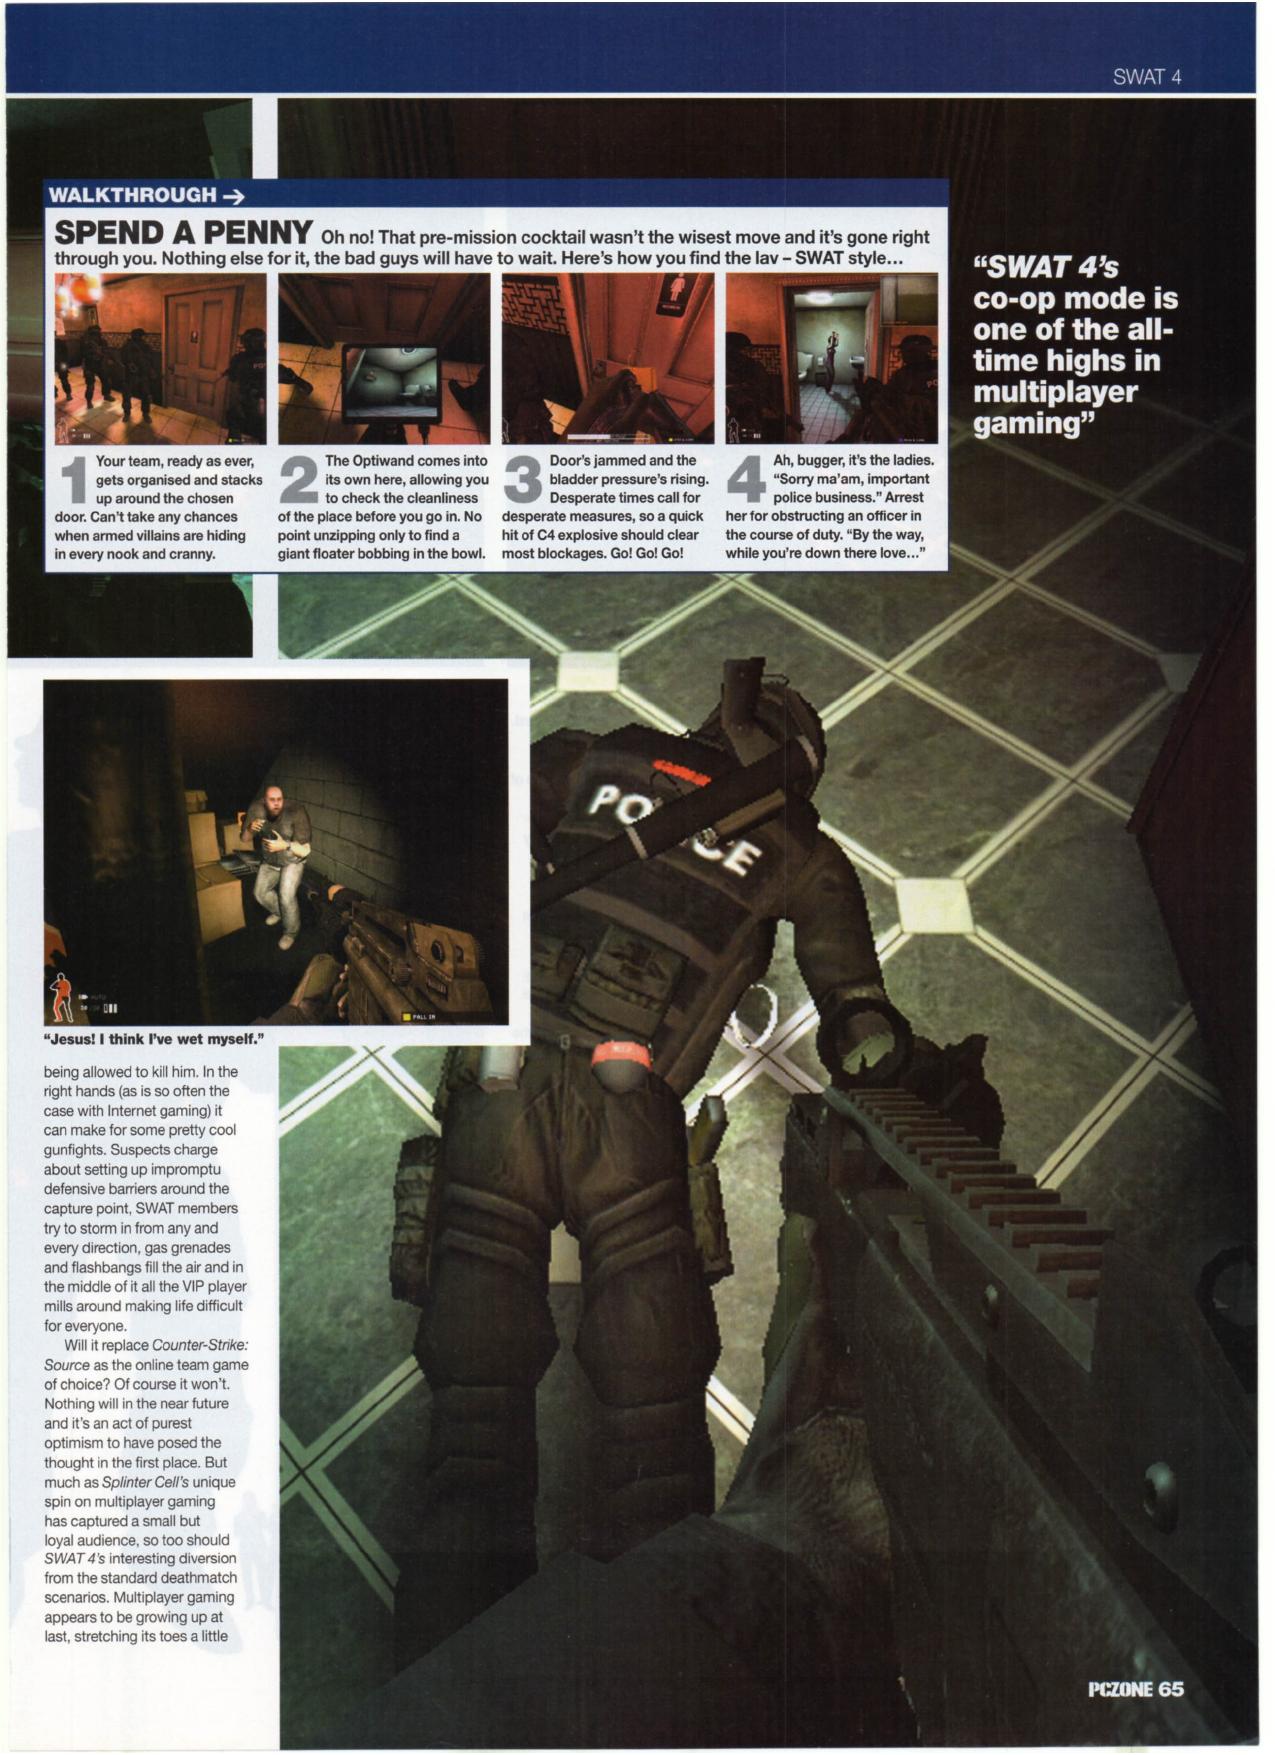 SWAT 4
WALKTHROUGH →
SPEND A PENNY Oh no! That pre-mission cocktail wasn't the wisest move and it's gone right
through you. Nothing else for it, the bad guys will have to wait. Here's how you find the lav – SWAT style...
1 Your team, ready as ever,
gets organised and stacks
up around the chosen
door. Can't take any chances
when armed villains are hiding
in every nook and cranny.
2 The Optiwand comes into
its own here, allowing you
to check the cleanliness
of the place before you go in. No
point unzipping only to find a
giant floater bobbing in the bowl.
3 Door's jammed and the
bladder pressure's rising.
Desperate times call for
desperate measures, so a quick
hit of C4 explosive should clear
most blockages. Go! Go! Go!
4 Ah, bugger, it's the ladies.
"Sorry ma'am, important
police business." Arrest
her for obstructing an officer in
the course of duty. "By the way,
while you're down there love..."
"SWAT 4's
co-op mode is
one of the all-
time highs in
multiplayer
gaming"
POLICE
FALL IN
"Jesus! I think I've wet myself."
being allowed to kill him. In the
right hands (as is so often the
case with Internet gaming) it
can make for some pretty cool
gunfights. Suspects charge
about setting up impromptu
defensive barriers around the
capture point, SWAT members
try to storm in from any and
every direction, gas grenades
and flashbangs fill the air and in
the middle of it all the VIP player
mills around making life difficult
for everyone.
Will it replace Counter-Strike:
Source as the online team game
of choice? Of course it won't.
Nothing will in the near future
and it's an act of purest
optimism to have posed the
thought in the first place. But
much as Splinter Cell's unique
spin on multiplayer gaming
has captured a small but
loyal audience, so too should
SWAT 4's interesting diversion
from the standard deathmatch
scenarios. Multiplayer gaming
appears to be growing up at
last, stretching its toes a little
PCZONE 65